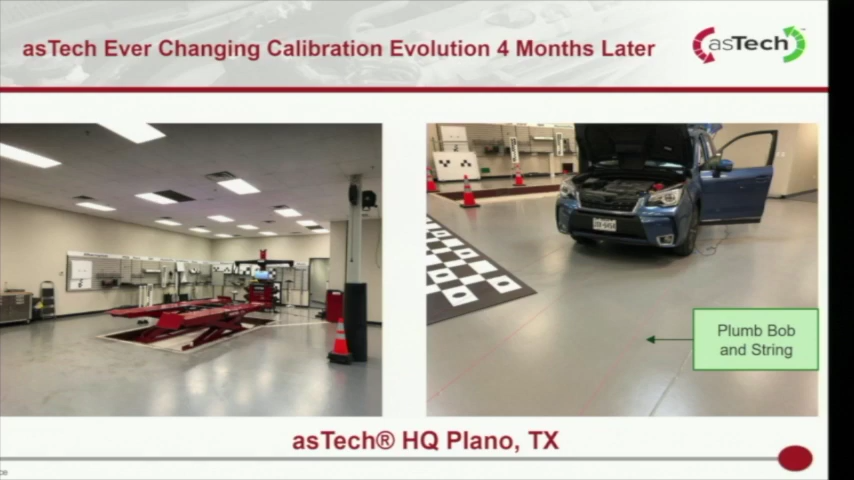 asTech Ever Changing Calibration Evolution 4 Months Later
asTech
Plumb Bob
and String
asTech® HQ Plano, TX